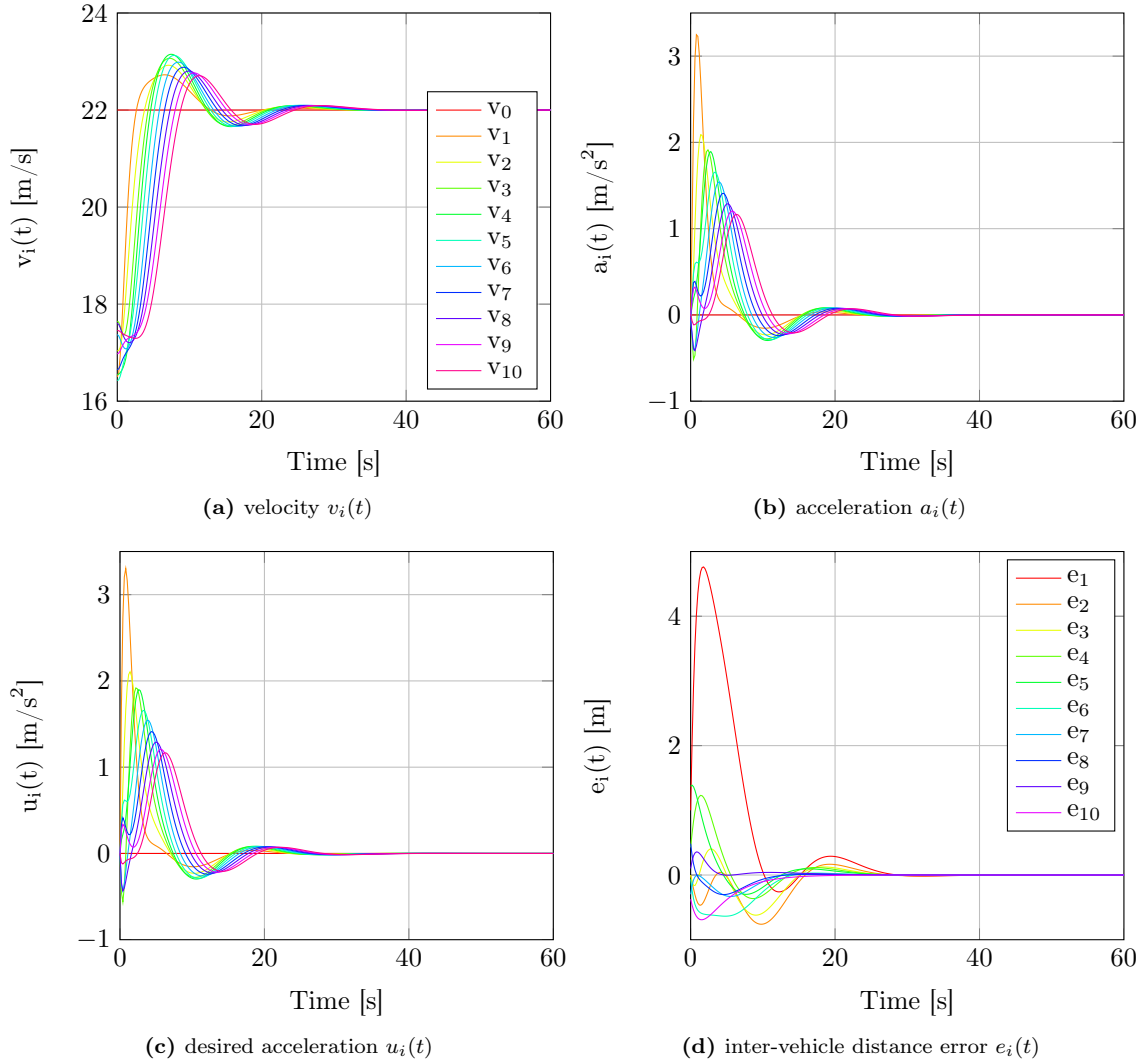 24
22
20
18
16
0
20
40
60
v_i(t) [m/s]
Time [s]
v_0
v_1
v_2
v_3
v_4
v_5
v_6
v_7
v_8
v_9
v_10
(a) velocity v_i(t)
3
2
1
0
−1
0
20
40
60
a_i(t) [m/s^2]
Time [s]
(b) acceleration a_i(t)
3
2
1
0
−1
0
20
40
60
u_i(t) [m/s^2]
Time [s]
(c) desired acceleration u_i(t)
4
2
0
0
20
40
60
e_i(t) [m]
Time [s]
e_1
e_2
e_3
e_4
e_5
e_6
e_7
e_8
e_9
e_10
(d) inter-vehicle distance error e_i(t)